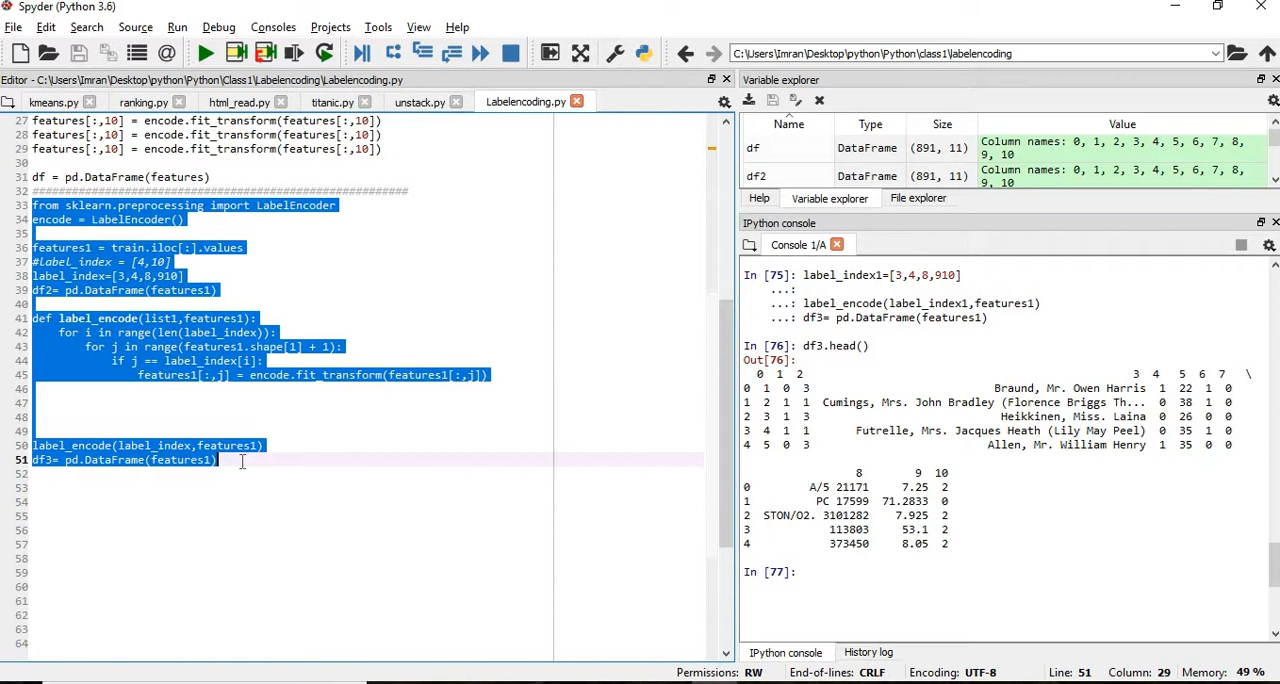 Spyder (Python 3.6)
File Edit Search Source Run Debug Consoles Projects Tools View Help
C:\Users\Imran\Desktop\python\Python\class1\labelencoding
Editor - C:\Users\Imran\Desktop\python\Python\Class1\Labelencoding\Labelencoding.py
kmeans.py ranking.py html_read.py titanic.py unstack.py Labelencoding.py
27 features[:,10] = encode.fit_transform(features[:,10])
28 features[:,10] = encode.fit_transform(features[:,10])
29 features[:,10] = encode.fit_transform(features[:,10])
30
31 df = pd.DataFrame(features)
32 ##########################################################
33 from sklearn.preprocessing import LabelEncoder
34 encode = LabelEncoder()
35
36 features1 = train.iloc[:].values
37 #label_index = [4,10]
38 label_index=[3,4,8,910]
39 df2= pd.DataFrame(features1)
40
41 def label_encode(list1,features1):
42 for i in range(len(label_index)):
43 for j in range(features1.shape[1] + 1):
44 if j == label_index[i]:
45 features1[:,j] = encode.fit_transform(features1[:,j])
46
47
48
49
50 label_encode(label_index,features1)
51 df3= pd.DataFrame(features1)
52
53
54
55
56
57
58
59
60
61
62
63
64
Variable explorer
Name Type Size Value
df DataFrame (891, 11) Column names: 0, 1, 2, 3, 4, 5, 6, 7, 8,
9, 10
df2 DataFrame (891, 11) Column names: 0, 1, 2, 3, 4, 5, 6, 7, 8,
9, 10
Help Variable explorer File explorer
IPython console
Console 1/A
In [75]: label_index1=[3,4,8,910]
...:
...: label_encode(label_index1,features1)
...: df3= pd.DataFrame(features1)
In [76]: df3.head()
Out[76]:
0 1 2 3 4 5 6 7 \
0 1 0 3 Braund, Mr. Owen Harris 1 22 1 0
1 2 1 1 Cumings, Mrs. John Bradley (Florence Briggs Th... 0 38 1 0
2 3 1 3 Heikkinen, Miss. Laina 0 26 0 0
3 4 1 1 Futrelle, Mrs. Jacques Heath (Lily May Peel) 0 35 1 0
4 5 0 3 Allen, Mr. William Henry 1 35 0 0
8 9 10
0 A/5 21171 7.25 2
1 PC 17599 71.2833 0
2 STON/O2. 3101282 7.925 2
3 113803 53.1 2
4 373450 8.05 2
In [77]:
IPython console History log
Permissions: RW End-of-lines: CRLF Encoding: UTF-8 Line: 51 Column: 29 Memory: 49 %